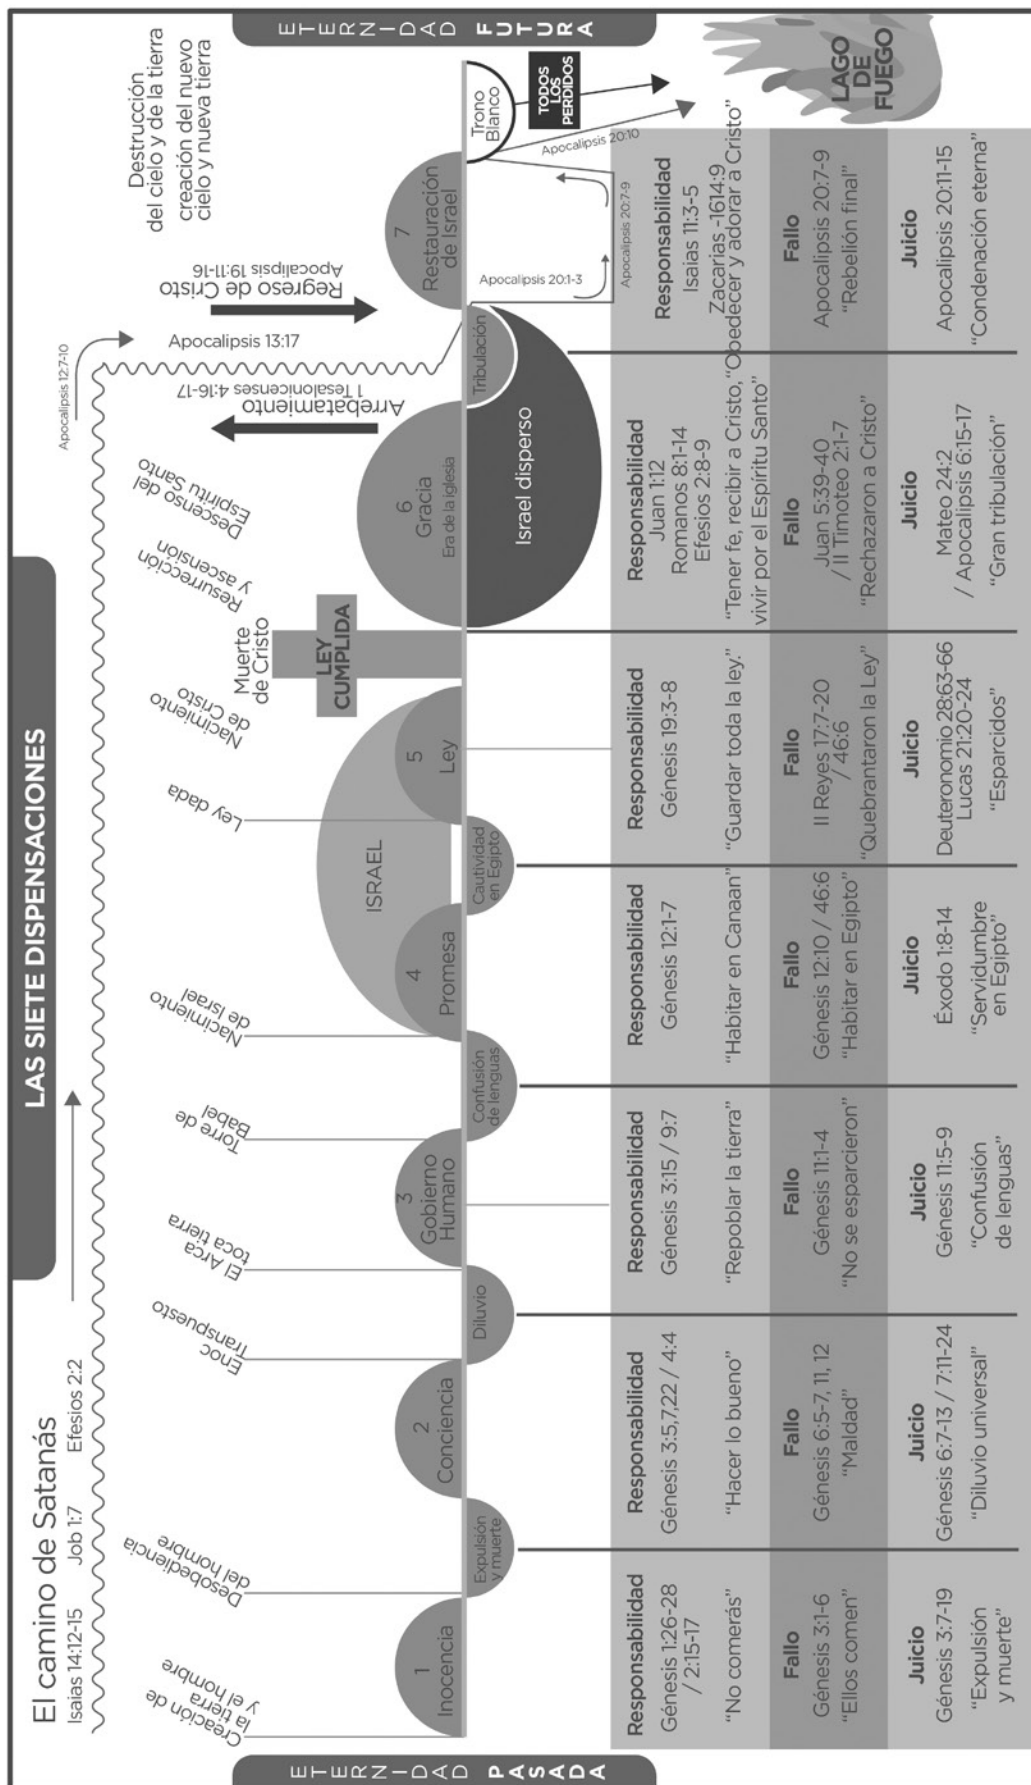 LAS SIETE DISPENSACIONES
El camino de Satanás
Isaias 14:12-15
Job 1:7
Efesios 2:2
Apocalipsis 12:7-10
ETERNIDAD PASADA
Creación de
la tierra
y el hombre
Desobediencia
del hombre
Enoc
Transpuesto
El Arca
toca tierra
Torre de
Babel
Nacimiento
de Israel
Ley dada
Nacimiento
de Cristo
Muerte
de Cristo
LEY
CUMPLIDA
Resurrección
y ascensión
Descenso del
Espíritu Santo
Arrebatamiento
1 Tesalonicenses 4:16-17
Apocalipsis 13:17
Regreso de Cristo
Apocalipsis 19:11-16
Destrucción
del cielo y de la tierra
creación del nuevo
cielo y nueva tierra
ETERNIDAD FUTURA
1
Inocencia
Expulsión
y muerte
2
Conciencia
Diluvio
3
Gobierno
Humano
Confusión
de lenguas
4
Promesa
ISRAEL
Cautividad
en Egipto
5
Ley
6
Gracia
Era de la iglesia
Israel disperso
Tribulación
7
Restauración
de Israel
Apocalipsis 20:1-3
Apocalipsis 20:7-9
Trono
Blanco
Apocalipsis 20:10
TODOS
LOS
PERDIDOS
LAGO
DE
FUEGO
Responsabilidad
Génesis 1:26-28
/ 2:15-17
“No comerás”
Fallo
Génesis 3:1-6
“Ellos comen”
Juicio
Génesis 3:7-19
“Expulsión
y muerte”
Responsabilidad
Génesis 3:5,7,22 / 4:4
“Hacer lo bueno”
Fallo
Génesis 6:5-7, 11, 12
“Maldad”
Juicio
Génesis 6:7-13 / 7:11-24
“Diluvio universal”
Responsabilidad
Génesis 3:15 / 9:7
“Repoblar la tierra”
Fallo
Génesis 11:1-4
“No se esparcieron”
Juicio
Génesis 11:5-9
“Confusión
de lenguas”
Responsabilidad
Génesis 12:1-7
“Habitar en Canaan”
Fallo
Génesis 12:10 / 46:6
“Habitar en Egipto”
Juicio
Éxodo 1:8-14
“Servidumbre
en Egipto”
Responsabilidad
Génesis 19:3-8
“Guardar toda la ley.”
Fallo
II Reyes 17:7-20
/ 46:6
“Quebrantaron la Ley”
Juicio
Deuteronomio 28:63-66
Lucas 21:20-24
“Esparcidos”
Responsabilidad
Juan 1:12
Romanos 8:1-14
Efesios 2:8-9
“Tener fe, recibir a Cristo,
vivir por el Espíritu Santo”
Fallo
Juan 5:39-40
/ II Timoteo 2:1-7
“Rechazaron a Cristo”
Juicio
Mateo 24:2
/ Apocalipsis 6:15-17
“Gran tribulación”
Responsabilidad
Isaias 11:3-5
Zacarias -1614:9
“Obedecer y adorar a Cristo”
Fallo
Apocalipsis 20:7-9
“Rebelión final”
Juicio
Apocalipsis 20:11-15
“Condenación eterna”